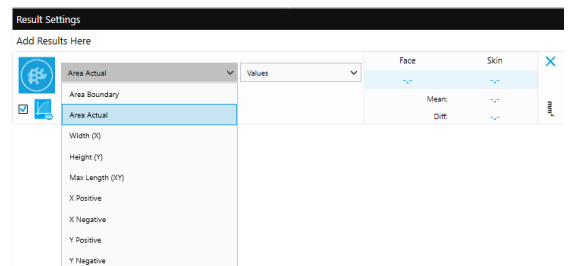 Result Settings
Add Results Here
Face Skin
Area Actual Values
-.- -.-
Area Boundary
Mean: -.-
Area Actual
Diff: -.-
mm²
Width (X)
Height (Y)
Max Length (XY)
X Positive
X Negative
Y Positive
Y Negative